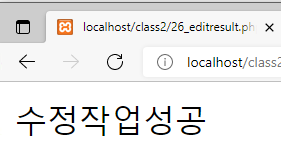 localhost/class2/26_editresult.ph
localhost/class2
수정작업성공